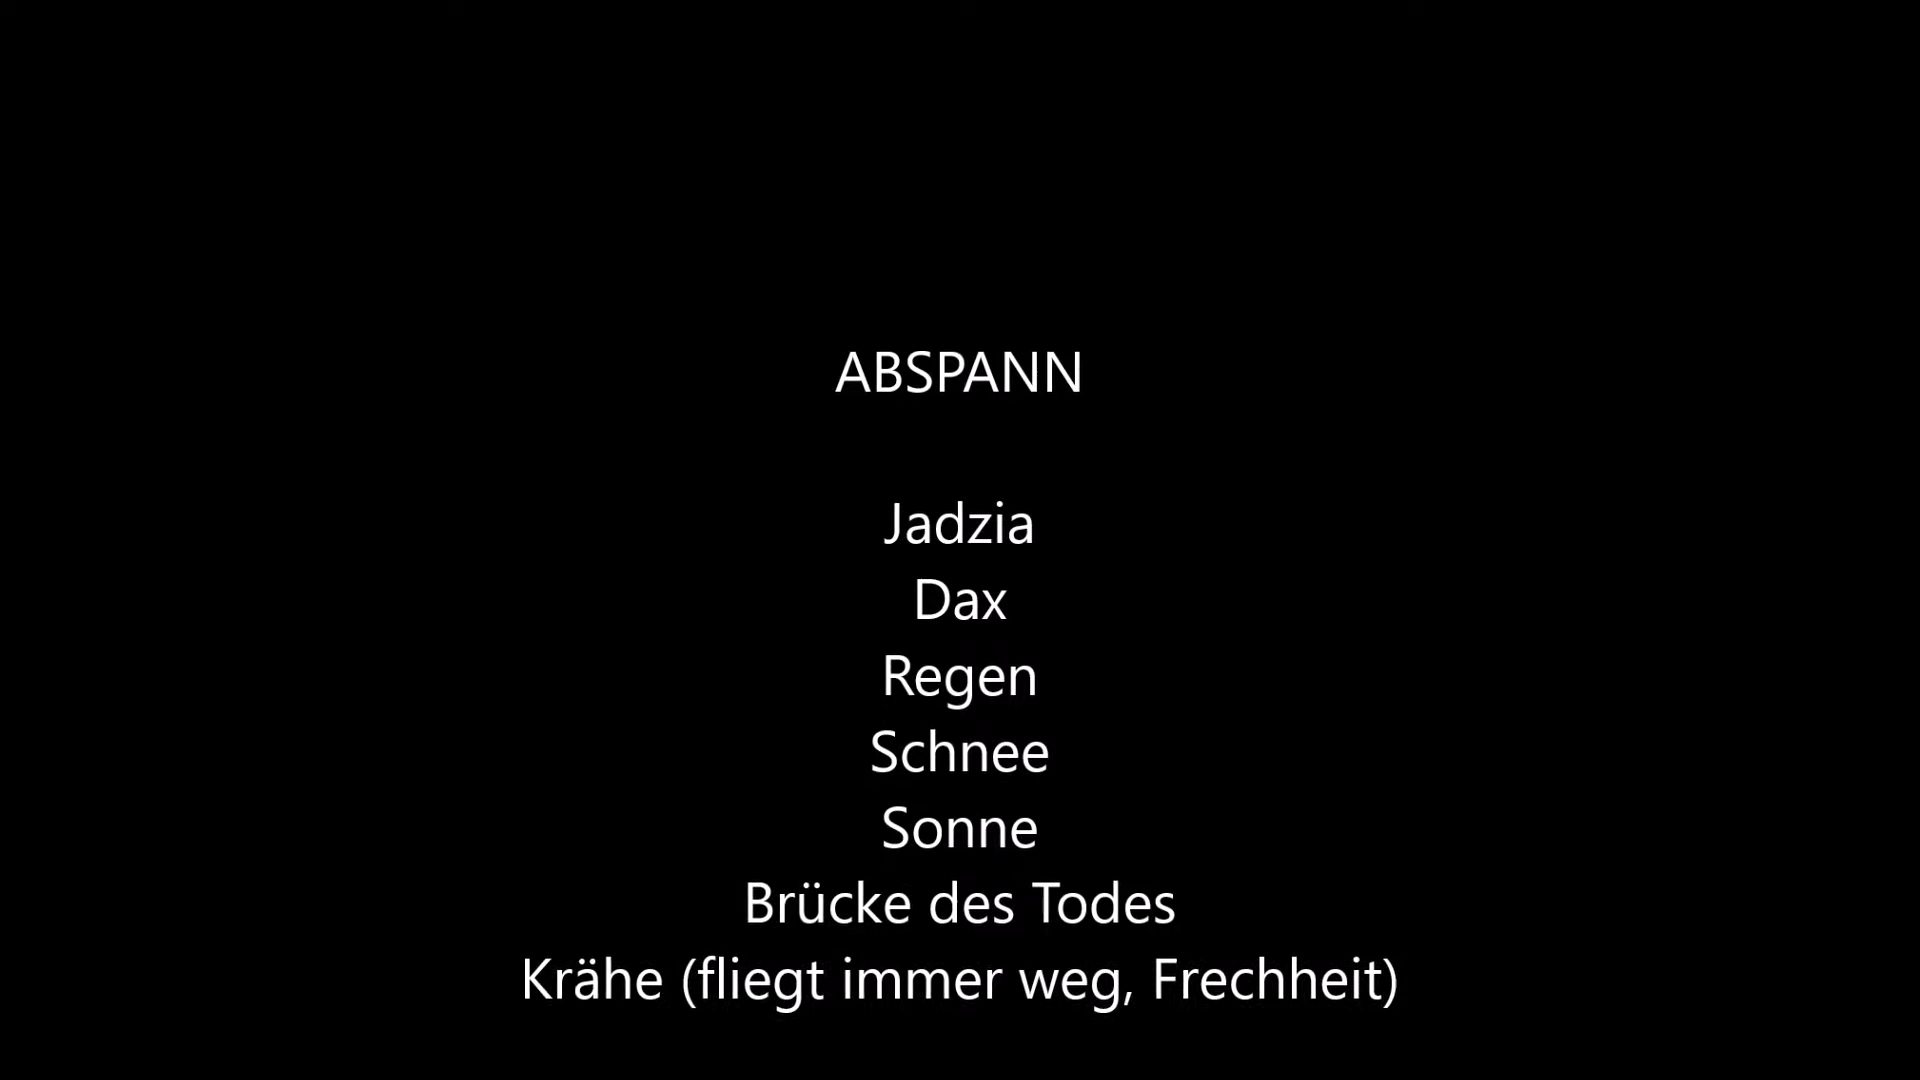 ABSPANN
Jadzia
Dax
Regen
Schnee
Sonne
Brücke des Todes
Krähe (fliegt immer weg, Frechheit)